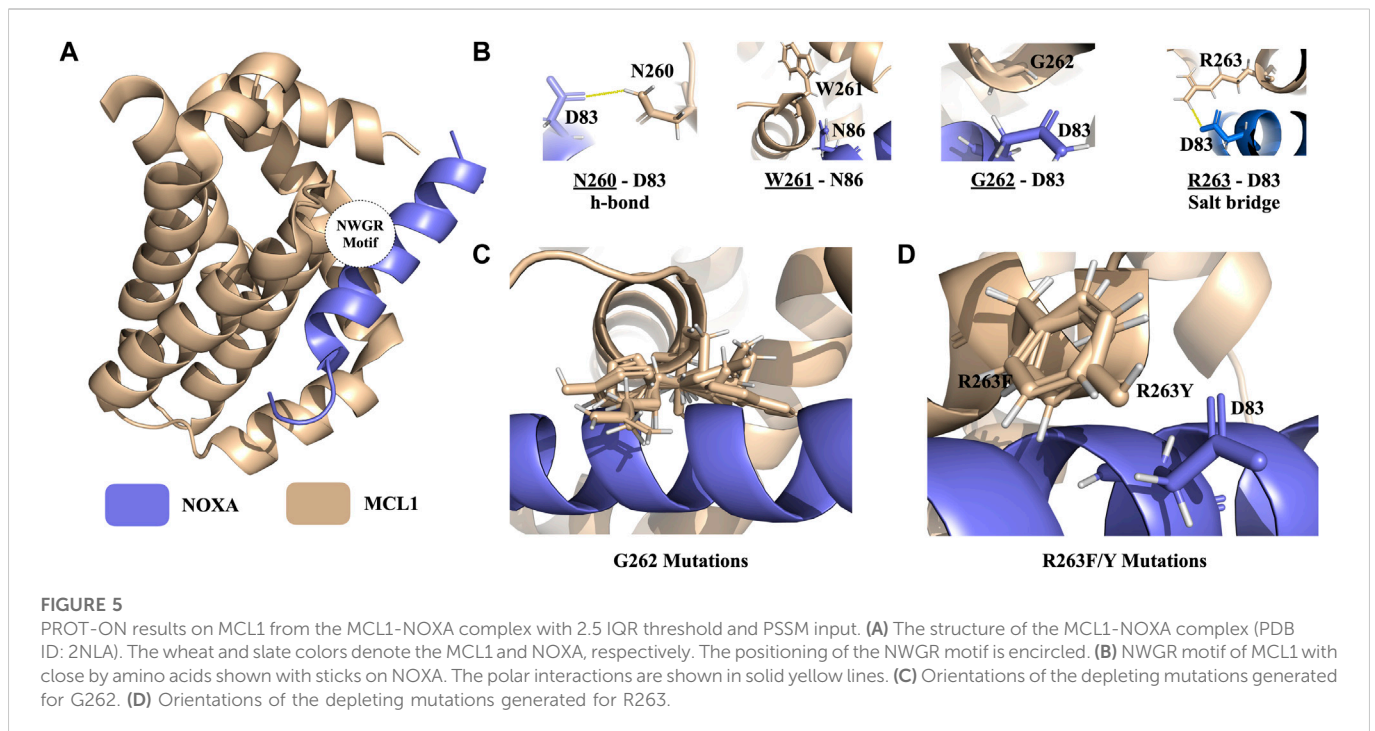 A
NWGR
Motif
NOXA
MCL1
B
N260
D83
N260 - D83
h-bond
W261
N86
W261 - N86
G262
D83
G262 - D83
R263
D83
R263 - D83
Salt bridge
C
G262 Mutations
D
R263F
R263Y
D83
R263F/Y Mutations
FIGURE 5
PROT-ON results on MCL1 from the MCL1-NOXA complex with 2.5 IQR threshold and PSSM input. (A) The structure of the MCL1-NOXA complex (PDB
ID: 2NLA). The wheat and slate colors denote the MCL1 and NOXA, respectively. The positioning of the NWGR motif is encircled. (B) NWGR motif of MCL1 with
close by amino acids shown with sticks on NOXA. The polar interactions are shown in solid yellow lines. (C) Orientations of the depleting mutations generated
for G262. (D) Orientations of the depleting mutations generated for R263.